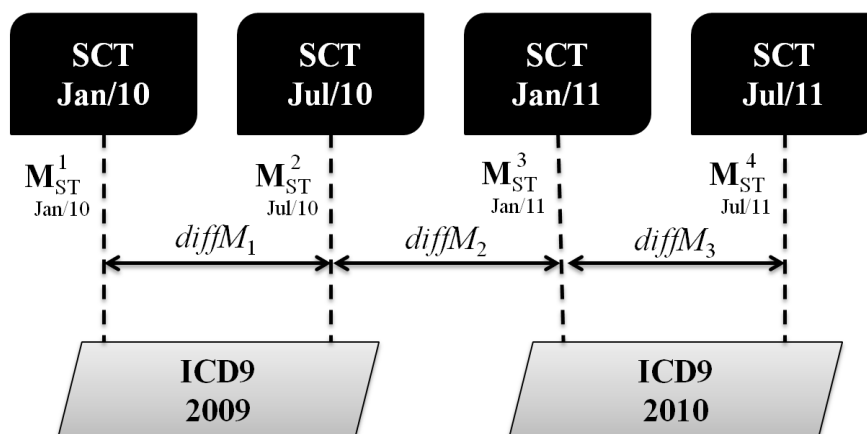 SCT SCT SCT SCT
Jan/10 Jul/10 Jan/11 Jul/11
M¹ST Jan/10 M²ST Jul/10 M³ST Jan/11 M⁴ST Jul/11
diffM₁ diffM₂ diffM₃
ICD9 ICD9
2009 2010